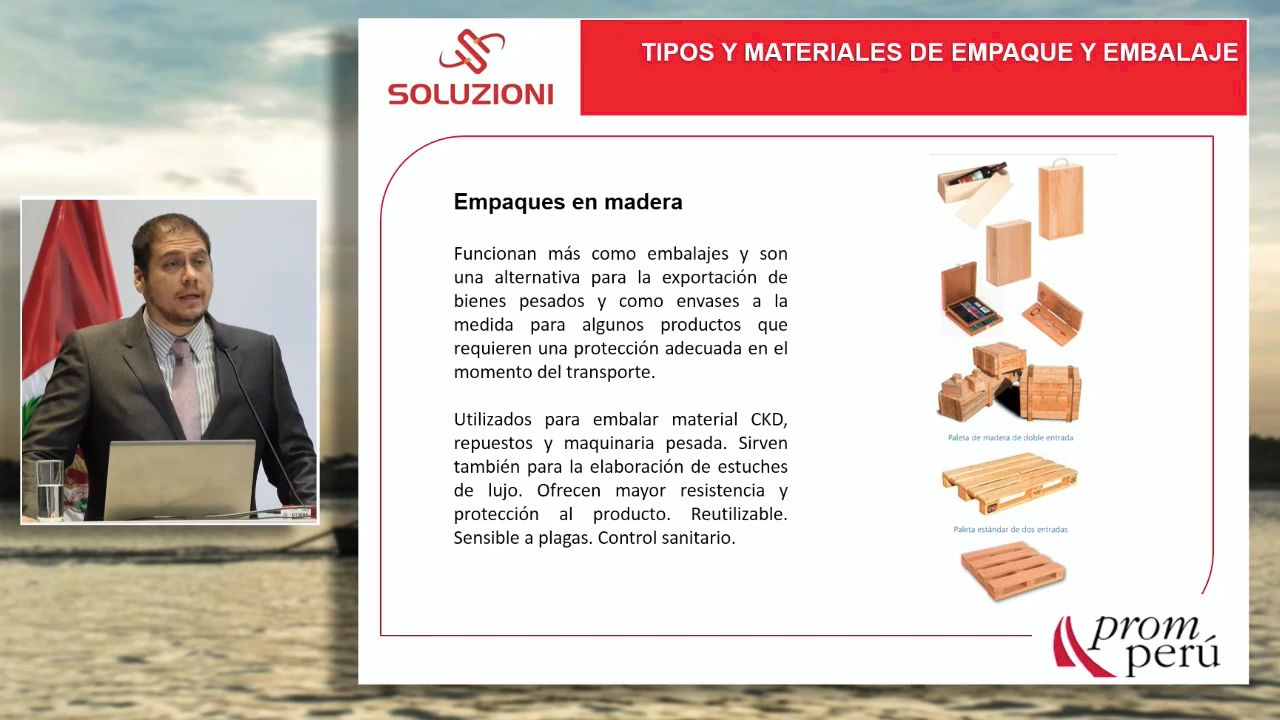 SOLUZIONI
TIPOS Y MATERIALES DE EMPAQUE Y EMBALAJE
Empaques en madera
Funcionan más como embalajes y son
una alternativa para la exportación de
bienes pesados y como envases a la
medida para algunos productos que
requieren una protección adecuada en el
momento del transporte.
Utilizados para embalar material CKD,
repuestos y maquinaria pesada. Sirven
también para la elaboración de estuches
de lujo. Ofrecen mayor resistencia y
protección al producto. Reutilizable.
Sensible a plagas. Control sanitario.
Paleta de madera de doble entrada
Paleta estándar de dos entradas
prom
perú